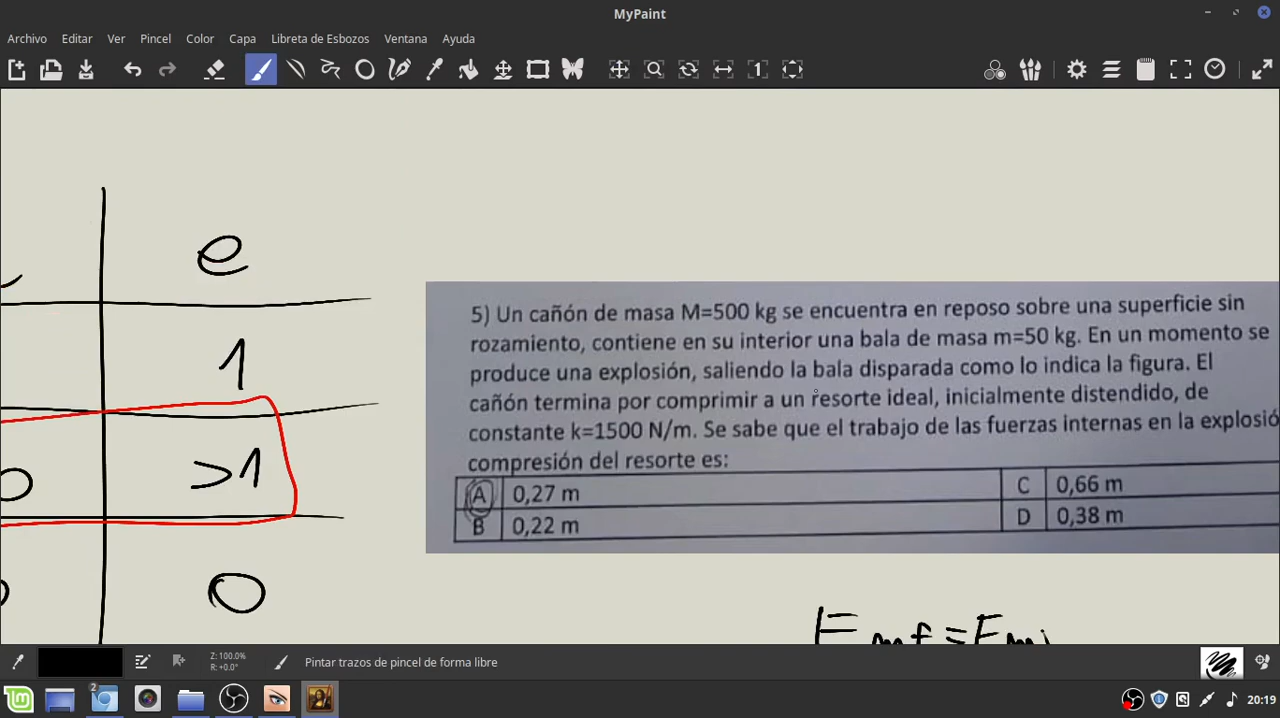 MyPaint
Archivo Editar Ver Pincel Color Capa Libreta de Esbozos Ventana Ayuda
e
1
>1
0
5) Un cañón de masa M=500 kg se encuentra en reposo sobre una superficie sin
rozamiento, contiene en su interior una bala de masa m=50 kg. En un momento se
produce una explosión, saliendo la bala disparada como lo indica la figura. El
cañón termina por comprimir a un resorte ideal, inicialmente distendido, de
constante k=1500 N/m. Se sabe que el trabajo de las fuerzas internas en la explosió
compresión del resorte es:
A 0,27 m C 0,66 m
B 0,22 m D 0,38 m
Emf = Emi
Z: 100.0%
R: +0.0°
Pintar trazos de pincel de forma libre
2
20:19